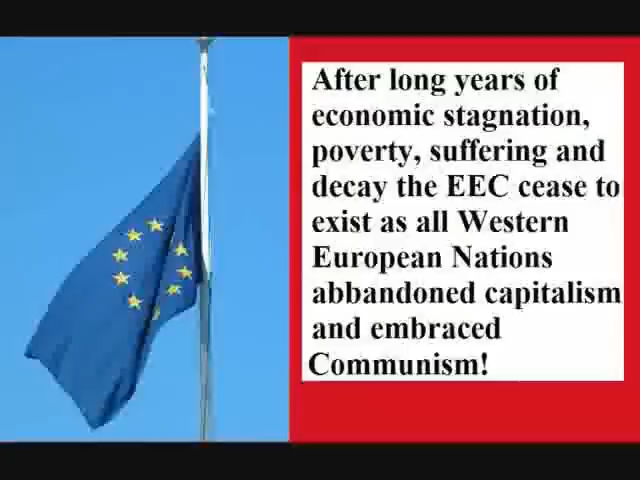 After long years of
economic stagnation,
poverty, suffering and
decay the EEC cease to
exist as all Western
European Nations
abbandoned capitalism
and embraced
Communism!